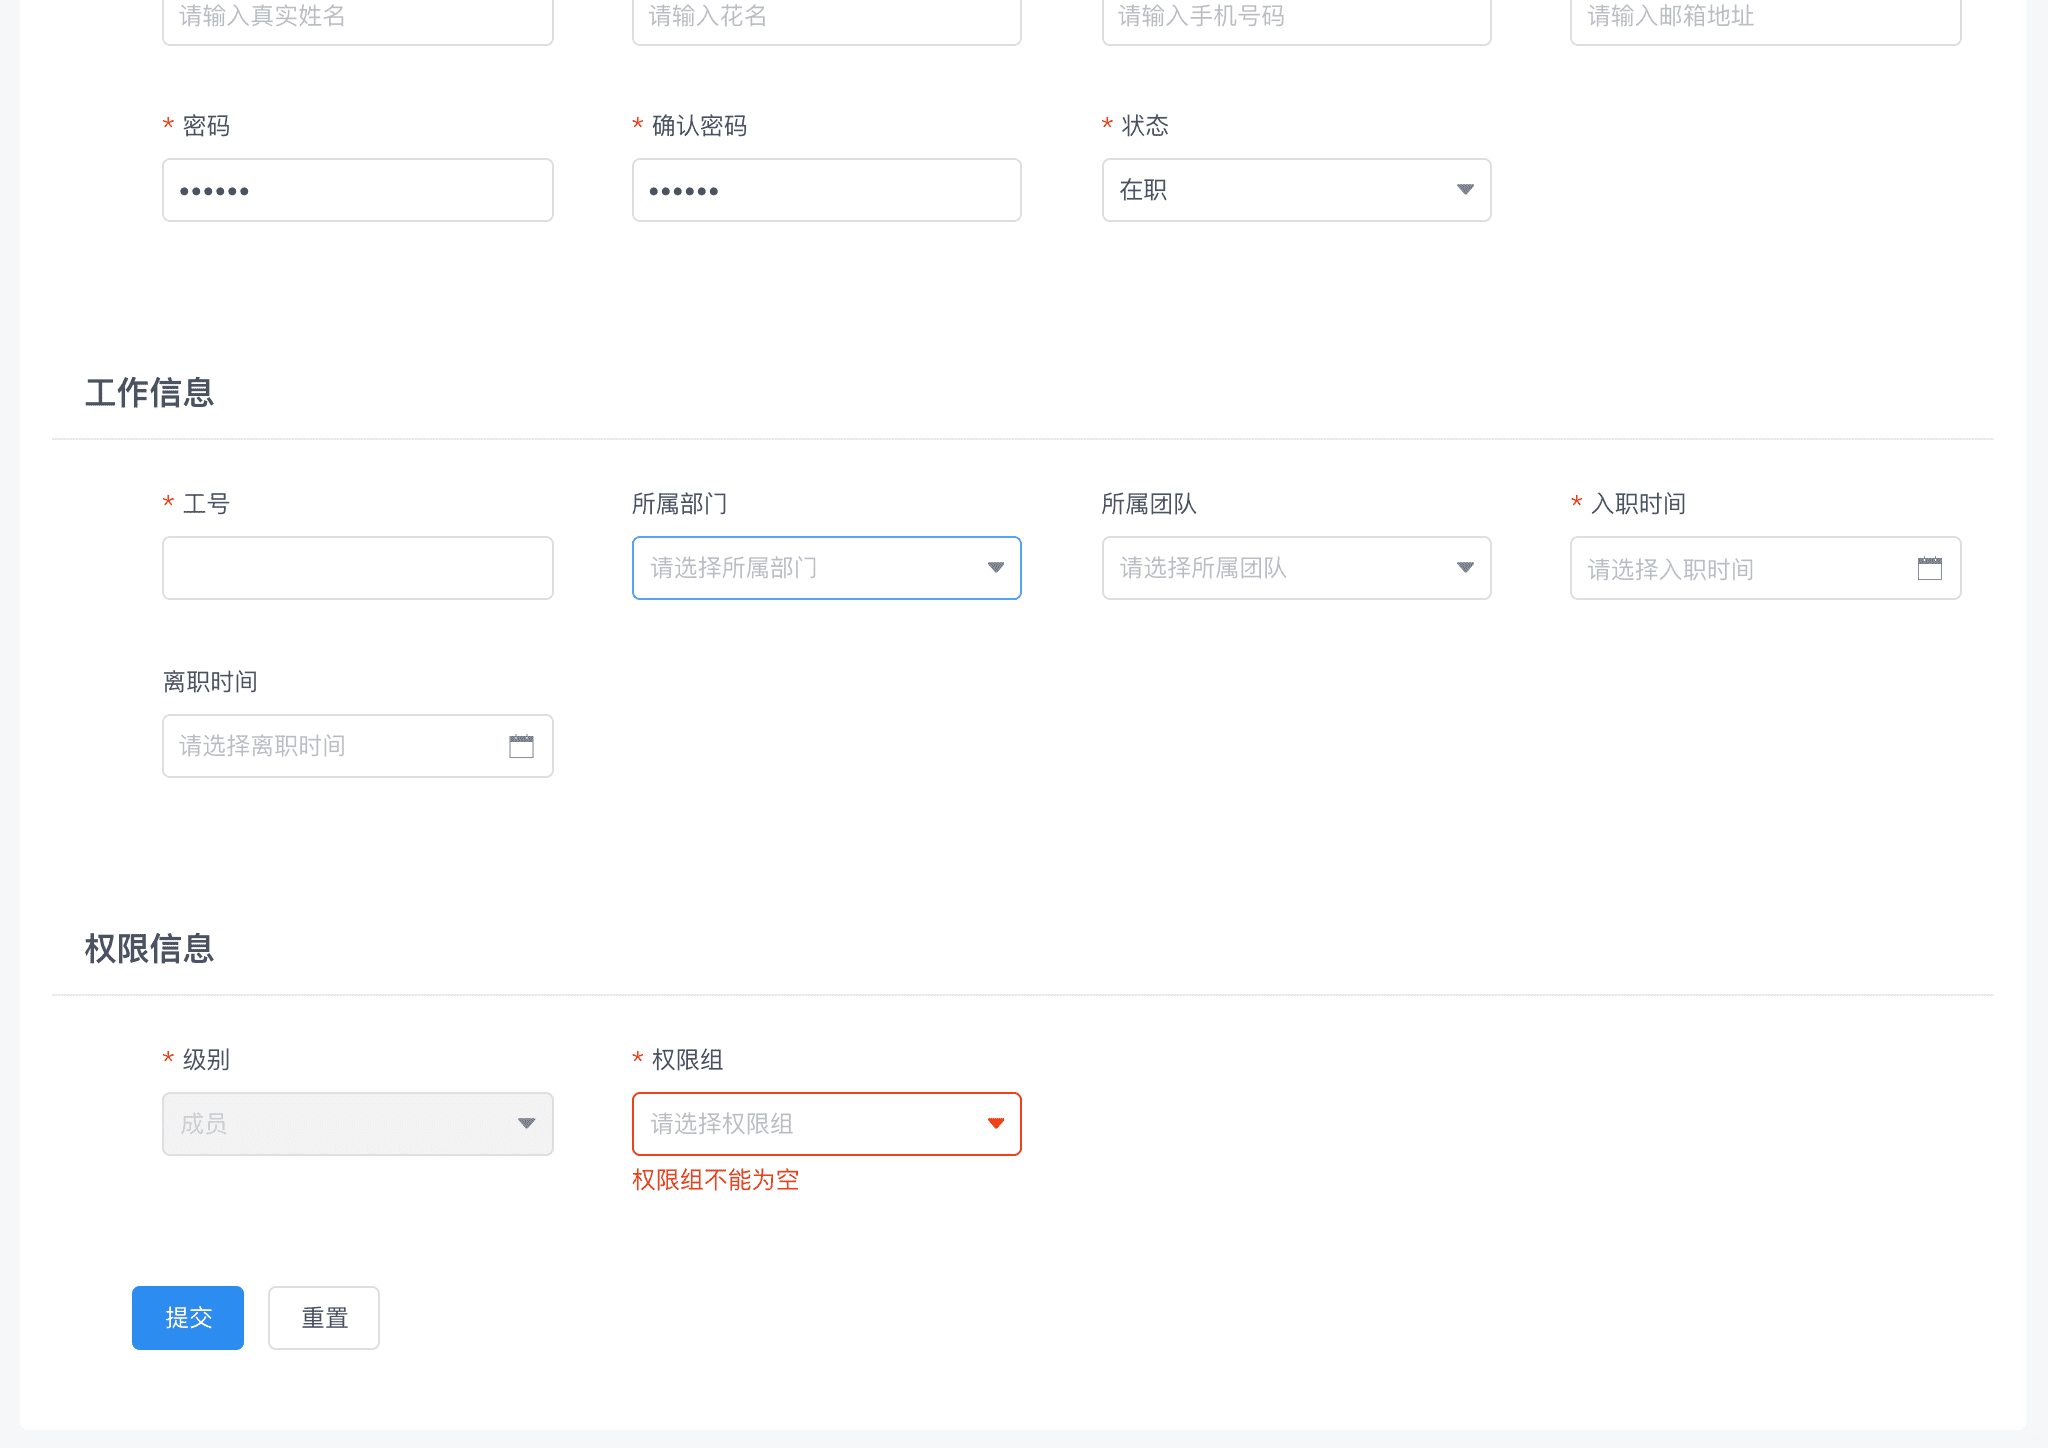 请输入真实姓名 请输入花名 请输入手机号码 请输入邮箱地址
* 密码 * 确认密码 * 状态
•••••• •••••• 在职
工作信息
* 工号 所属部门 所属团队 * 入职时间
请选择所属部门 请选择所属团队 请选择入职时间
离职时间
请选择离职时间
权限信息
* 级别 * 权限组
成员 请选择权限组
权限组不能为空
提交 重置